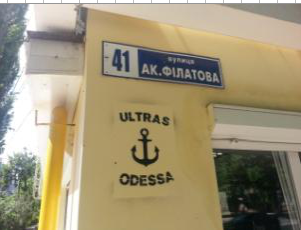 41
вулиця
АК.ФІЛАТОВА
ULTRAS
ODESSA